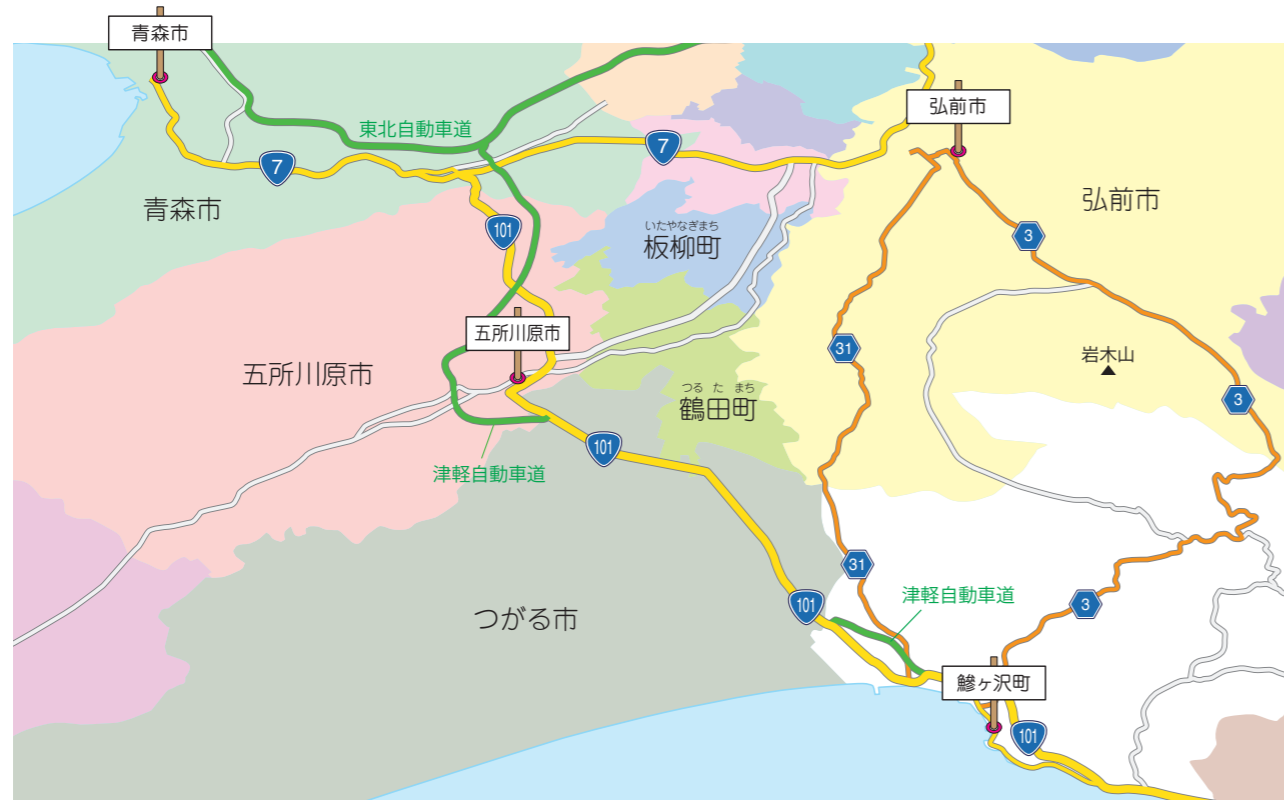 青森市
弘前市
東北自動車道
7
7
青森市
弘前市
101
いたやなぎまち
板柳町
3
五所川原市
31
岩木山
五所川原市
つるたまち
鶴田町
3
101
津軽自動車道
31
津軽自動車道
101
3
つがる市
鰺ヶ沢町
101